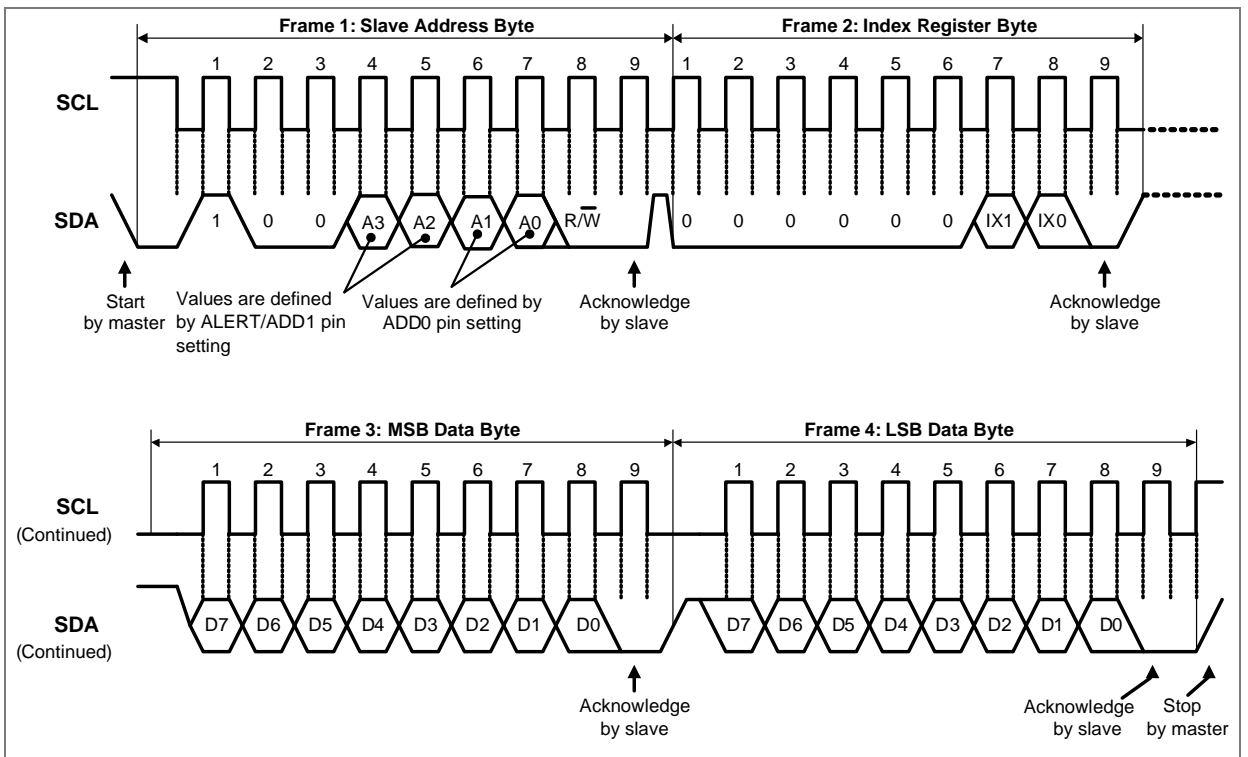 Frame 1: Slave Address Byte
Frame 2: Index Register Byte
1 2 3 4 5 6 7 8 9 1 2 3 4 5 6 7 8 9
SCL
SDA
1 0 0 A3 A2 A1 A0 R/W̅ 0 0 0 0 0 0 IX1 IX0
Start
by master
Values are defined
by ALERT/ADD1 pin
setting
Values are defined by
ADD0 pin setting
Acknowledge
by slave
Acknowledge
by slave
Frame 3: MSB Data Byte
Frame 4: LSB Data Byte
1 2 3 4 5 6 7 8 9 1 2 3 4 5 6 7 8 9
SCL
(Continued)
SDA
(Continued)
D7 D6 D5 D4 D3 D2 D1 D0 D7 D6 D5 D4 D3 D2 D1 D0
Acknowledge
by slave
Acknowledge
by slave
Stop
by master